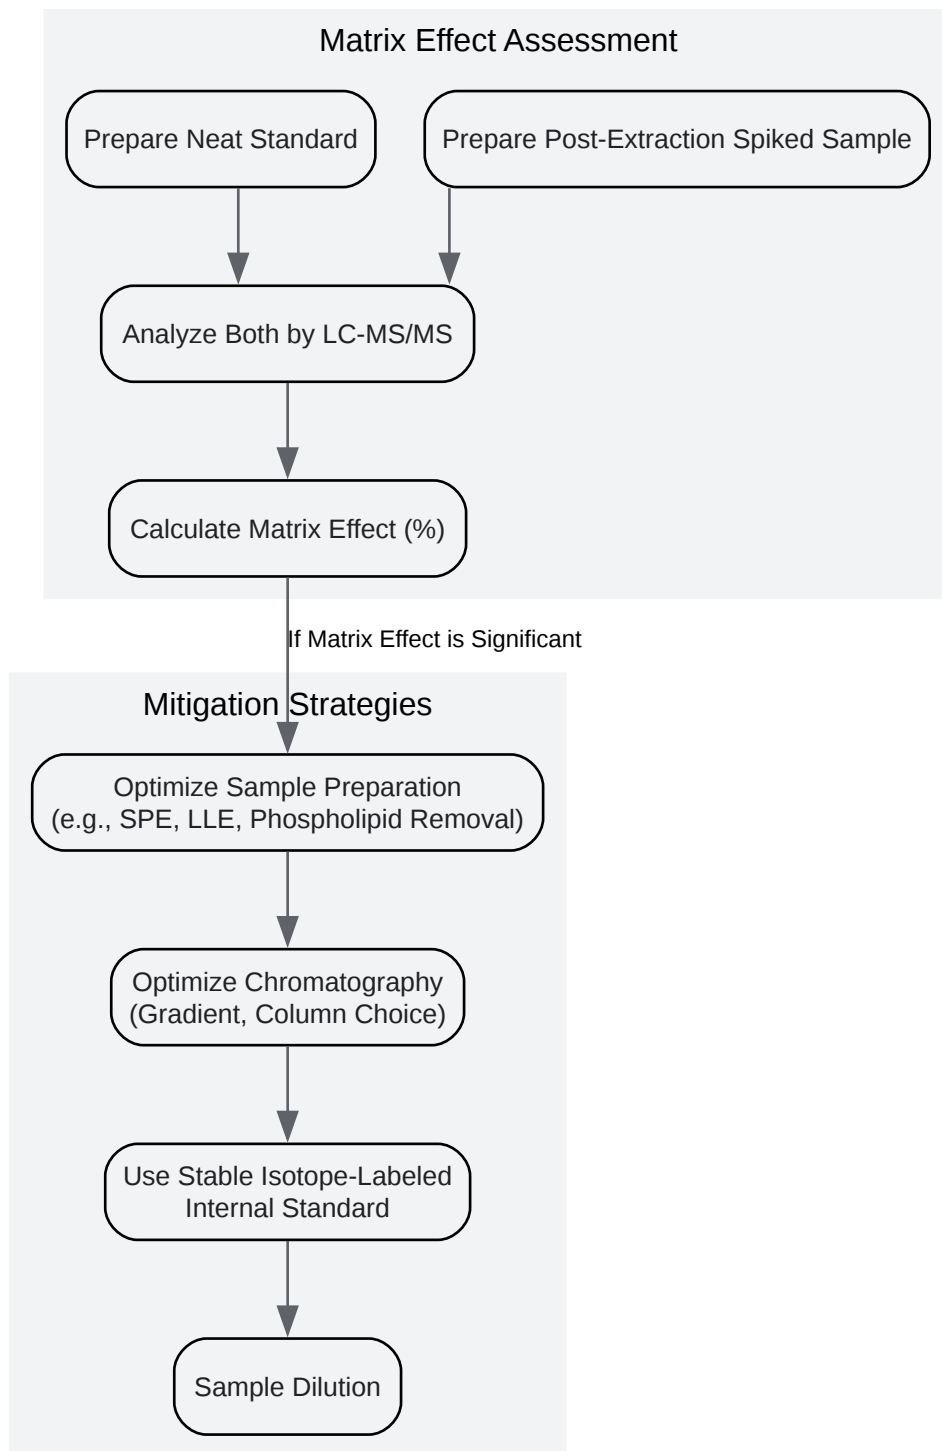 Matrix Effect Assessment
Prepare Neat Standard
Prepare Post-Extraction Spiked Sample
Analyze Both by LC-MS/MS
Calculate Matrix Effect (%)
If Matrix Effect is Significant
Mitigation Strategies
Optimize Sample Preparation
(e.g., SPE, LLE, Phospholipid Removal)
Optimize Chromatography
(Gradient, Column Choice)
Use Stable Isotope-Labeled
Internal Standard
Sample Dilution